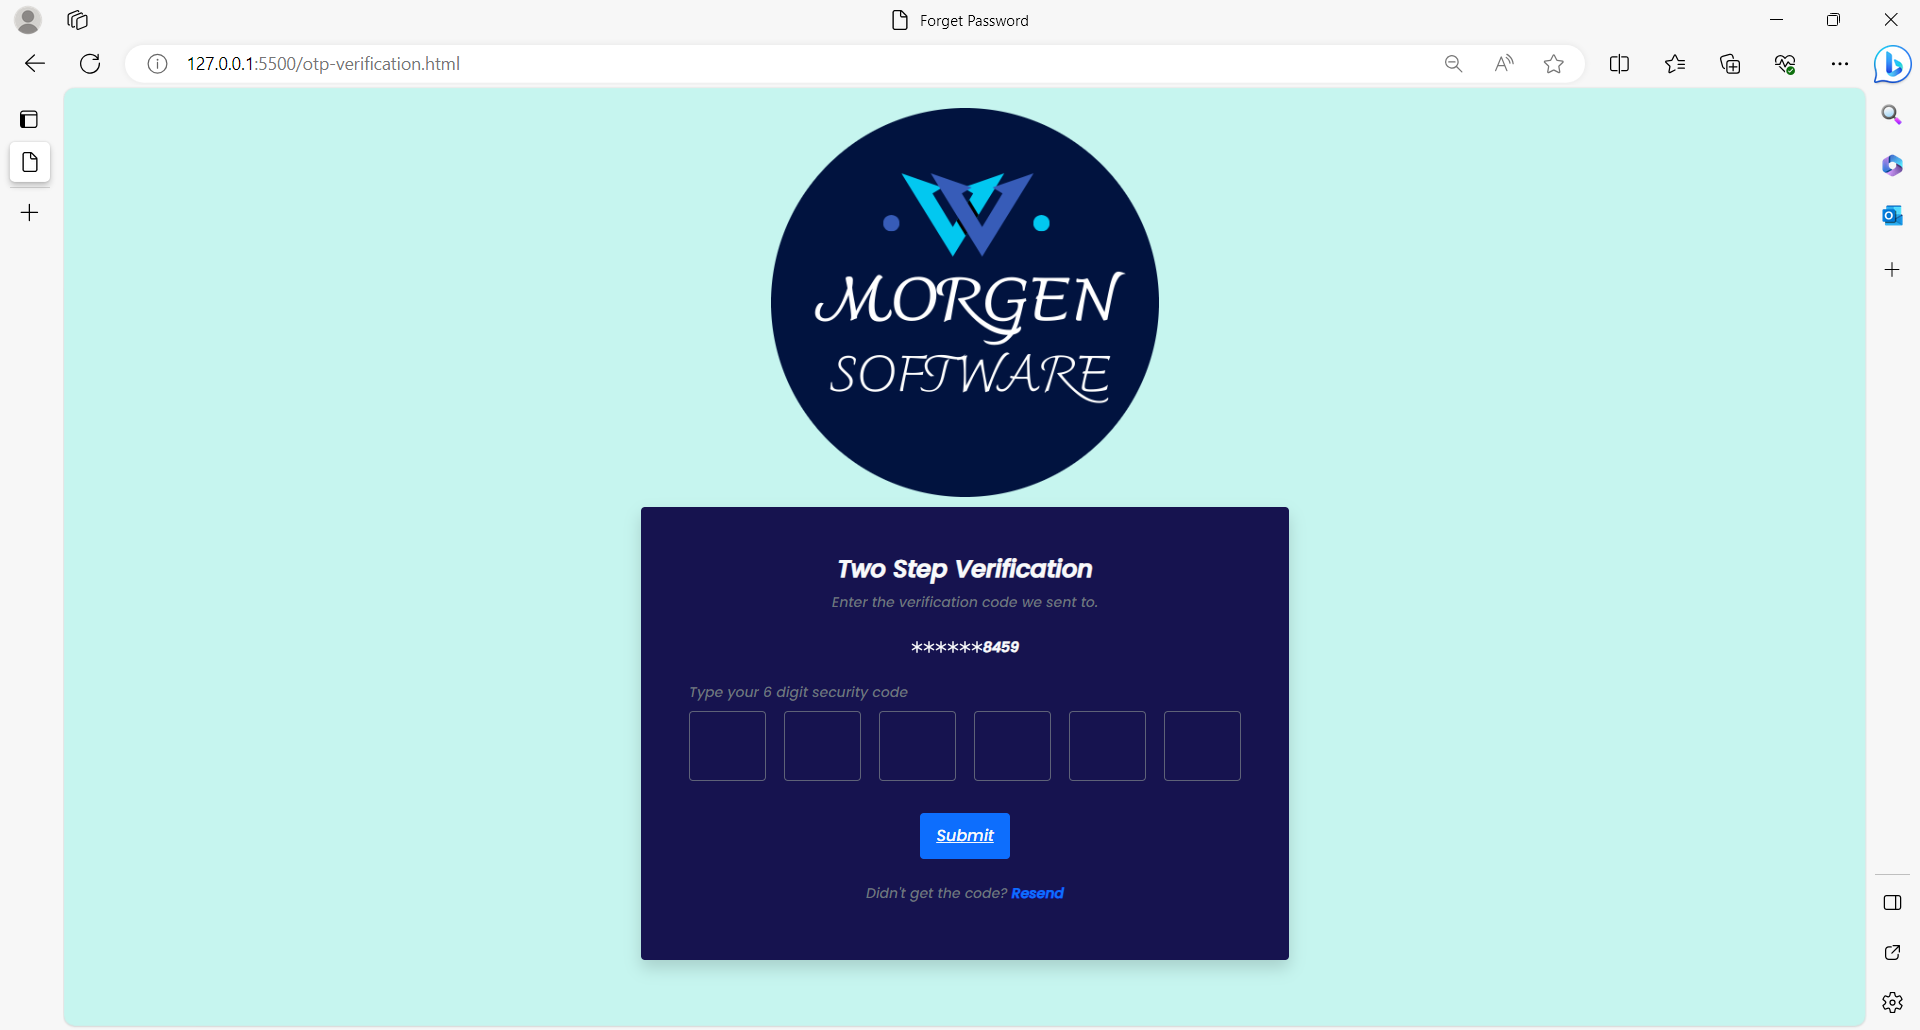 Forget Password
127.0.0.1:5500/otp-verification.html
MORGEN
SOFTWARE
Two Step Verification
Enter the verification code we sent to.
******8459
Type your 6 digit security code
Submit
Didn't get the code? Resend